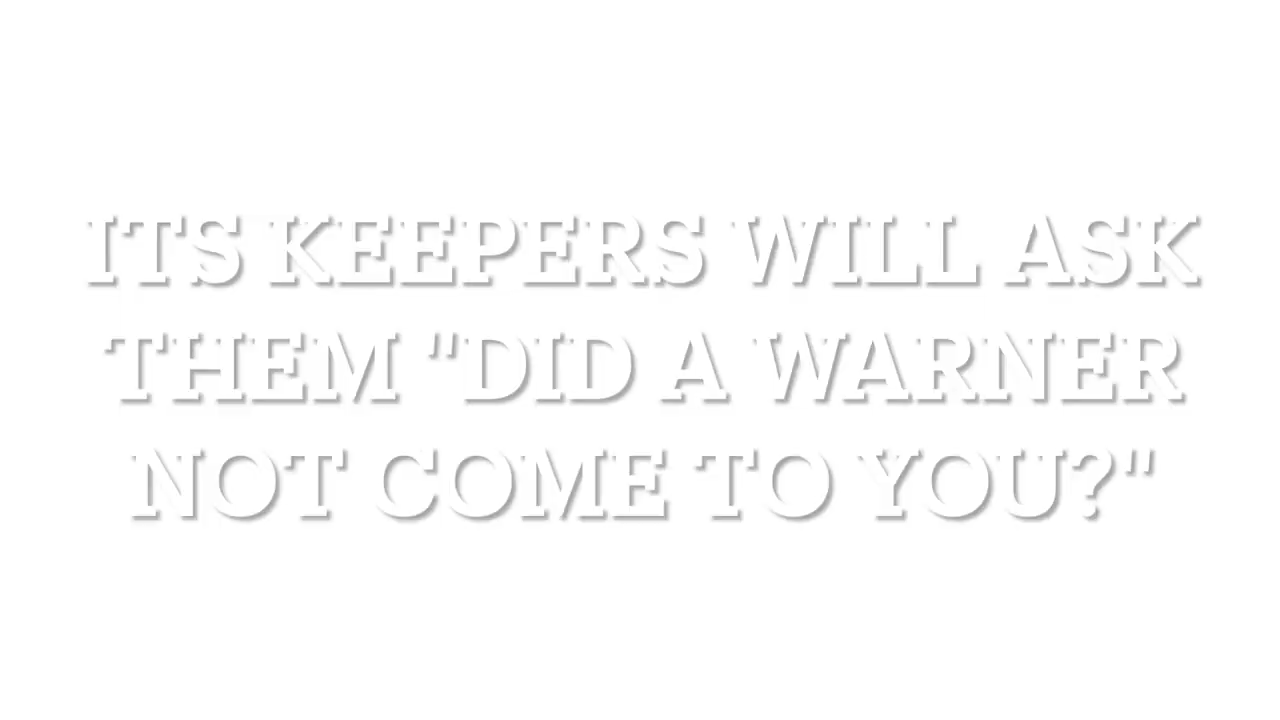 ITS KEEPERS WILL ASK
THEM "DID A WARNER
NOT COME TO YOU?"